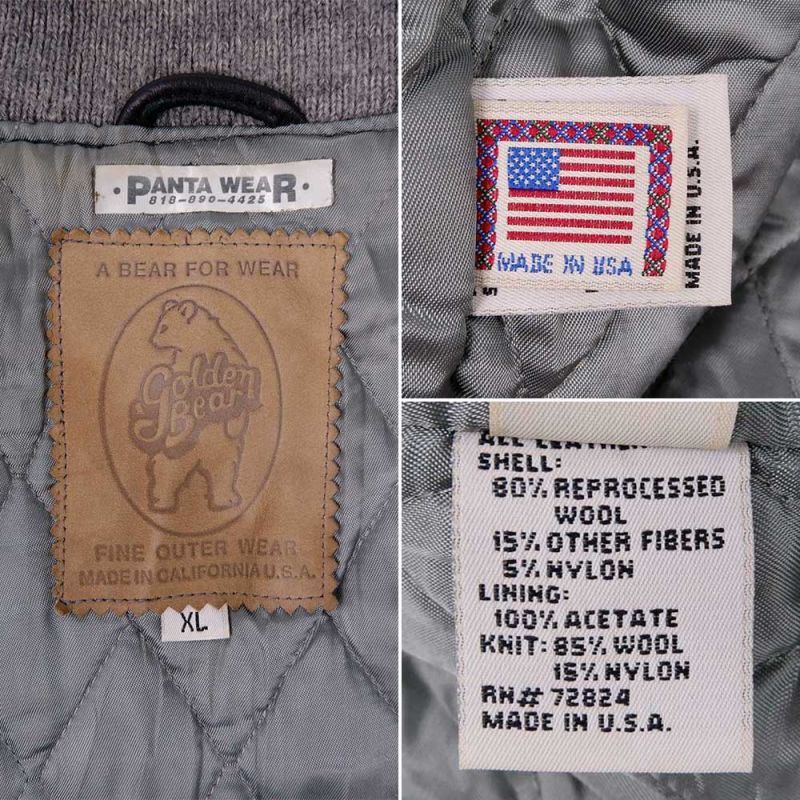 • PANTA WEAR •
818-890-4425
A BEAR FOR WEAR
Golden
Bear
FINE OUTER WEAR
MADE IN CALIFORNIA U.S.A.
XL
MADE IN USA
MADE IN U.S.A.
ALL LEATHER
SHELL:
80% REPROCESSED
WOOL
15% OTHER FIBERS
5% NYLON
LINING:
100% ACETATE
KNIT: 85% WOOL
15% NYLON
RN# 72824
MADE IN U.S.A.